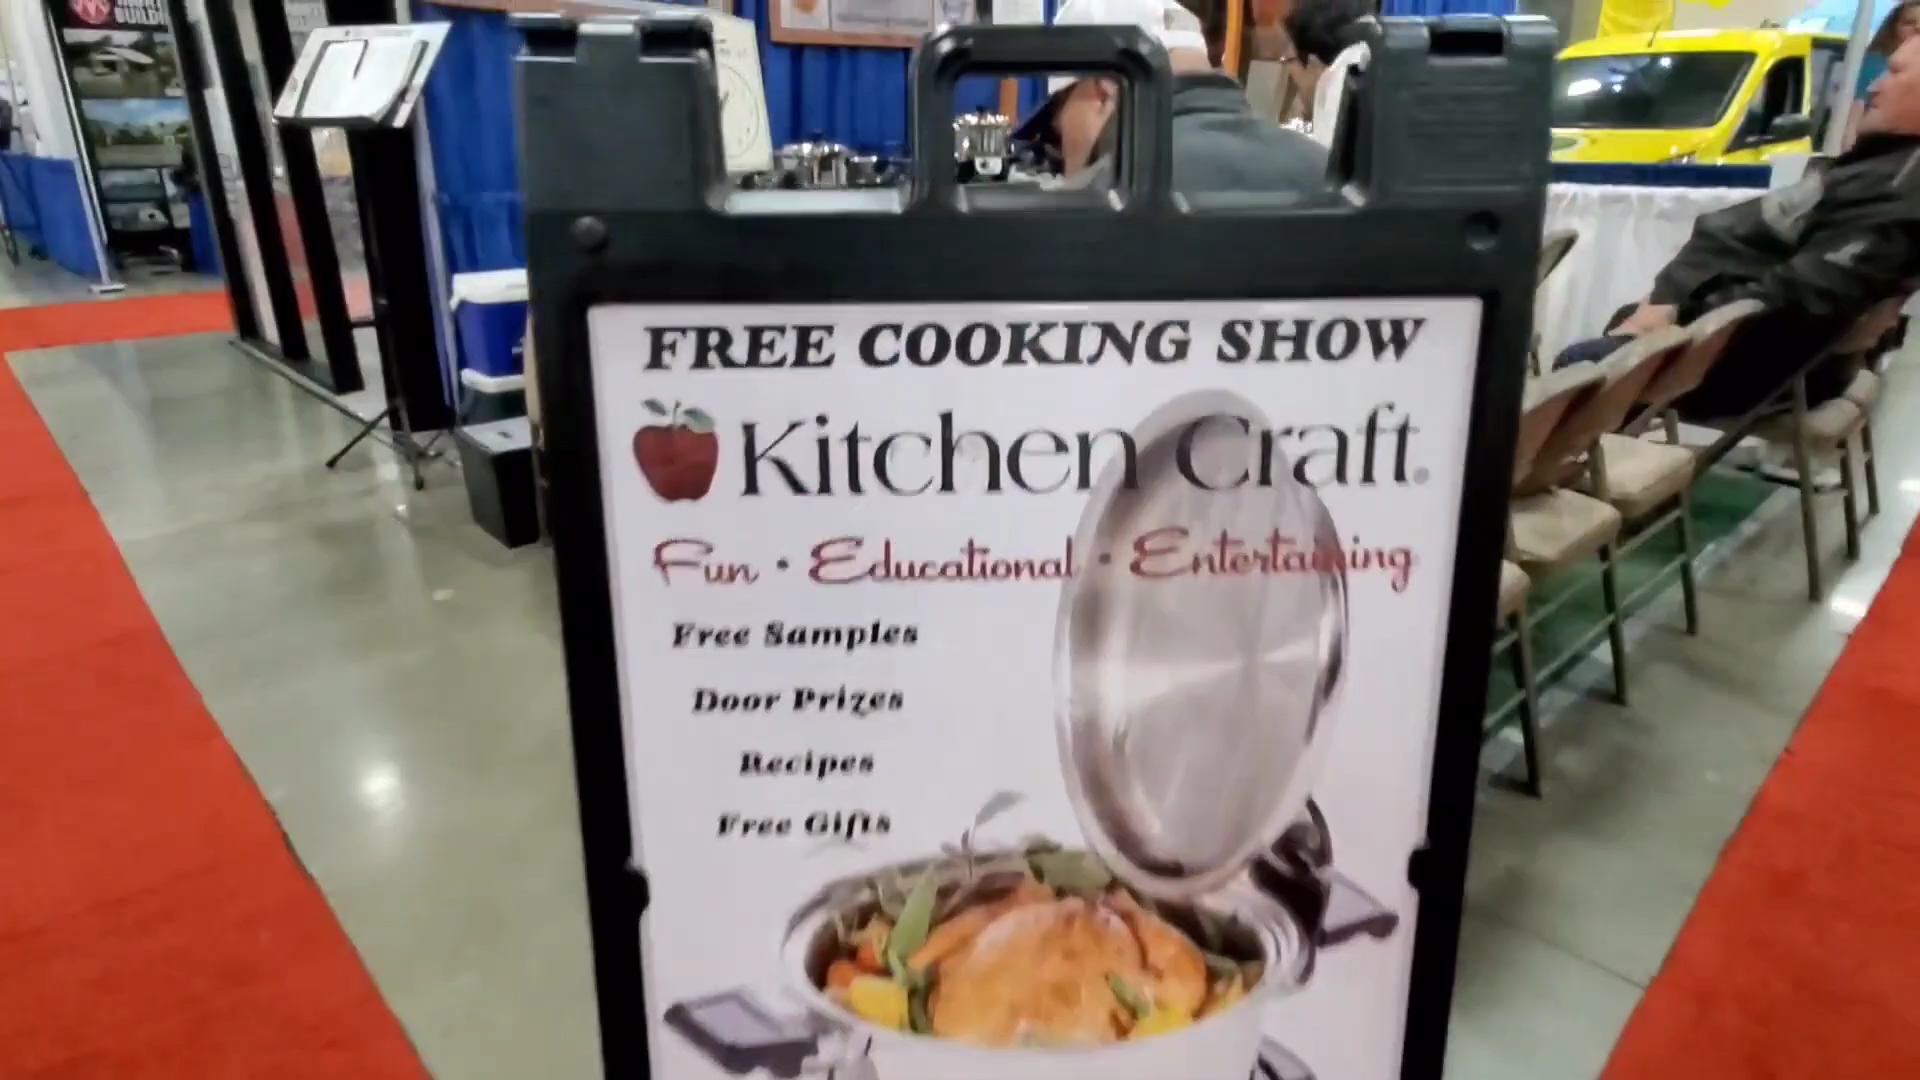 FREE COOKING SHOW
Kitchen Craft.
Fun • Educational • Entertaining
Free Samples
Door Prizes
Recipes
Free Gifts